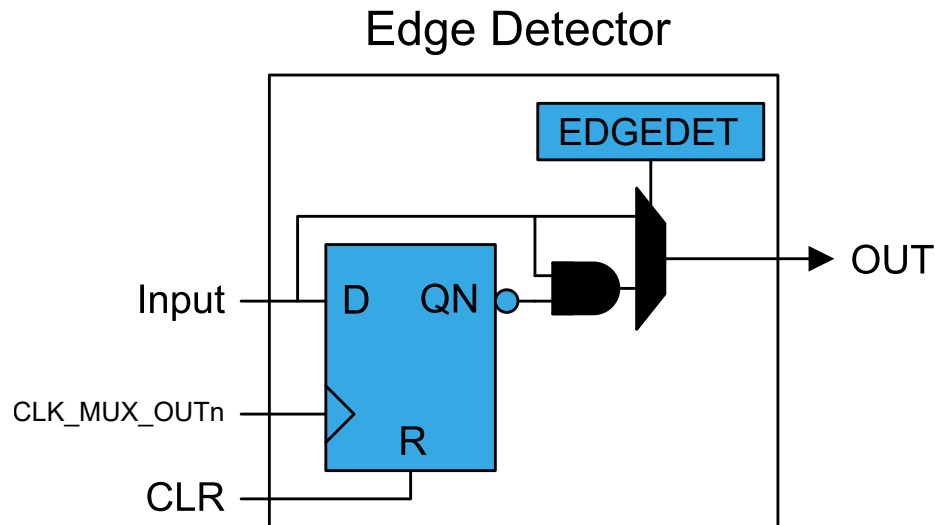 Edge Detector
EDGEDET
OUT
Input
D
QN
CLK_MUX_OUTn
R
CLR